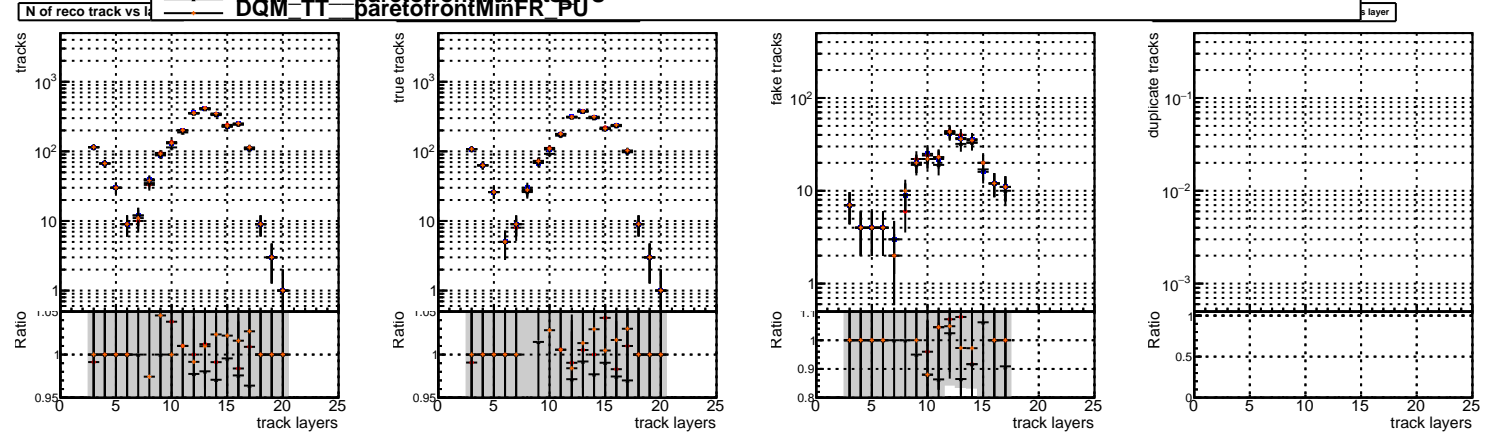 N of reco track vs la
DQM_TT__paretofrontMinFR_PU
s layer
tracks
10³
10²
10
1
Ratio
1.05
1
0.95
0 5 10 15 20 25
track layers
true tracks
10³
10²
10
1
Ratio
1.05
1
0.95
0 5 10 15 20 25
track layers
fake tracks
10²
10
1
Ratio
1.1
1
0.9
0.8
0 5 10 15 20 25
track layers
duplicate tracks
10⁻¹
10⁻²
10⁻³
Ratio
1
0.5
0
0 5 10 15 20 25
track layers